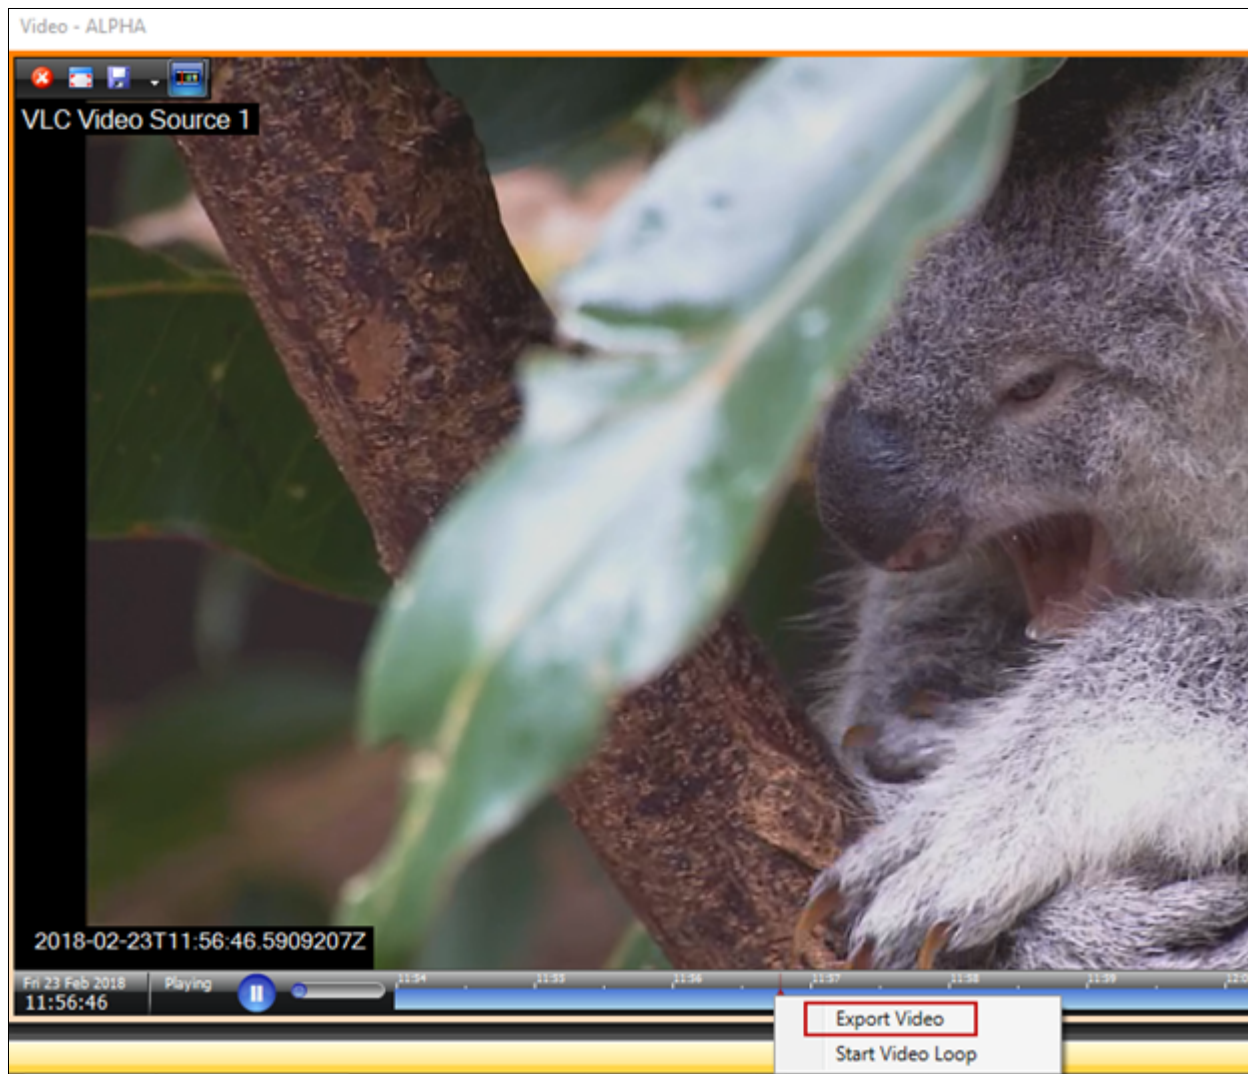 Video - ALPHA
VLC Video Source 1
2018-02-23T11:56:46.5909207Z
Fri 23 Feb 2018
11:56:46
Playing
11:54 11:55 11:56 11:57 11:58 11:59
Export Video
Start Video Loop